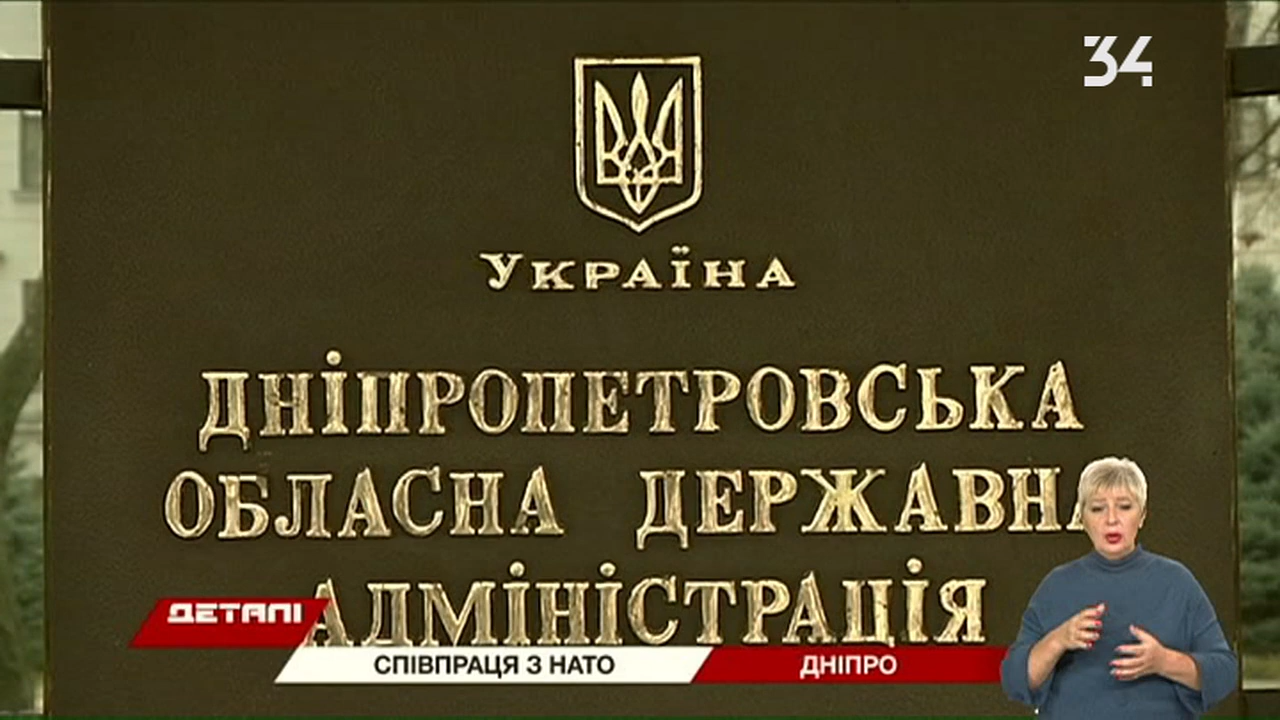 34
УКРАЇНА
ДНІПРОПЕТРОВСЬКА
ОБЛАСНА ДЕРЖАВНА
АДМІНІСТРАЦІЯ
ДЕТАЛІ
СПІВПРАЦЯ З НАТО
ДНІПРО